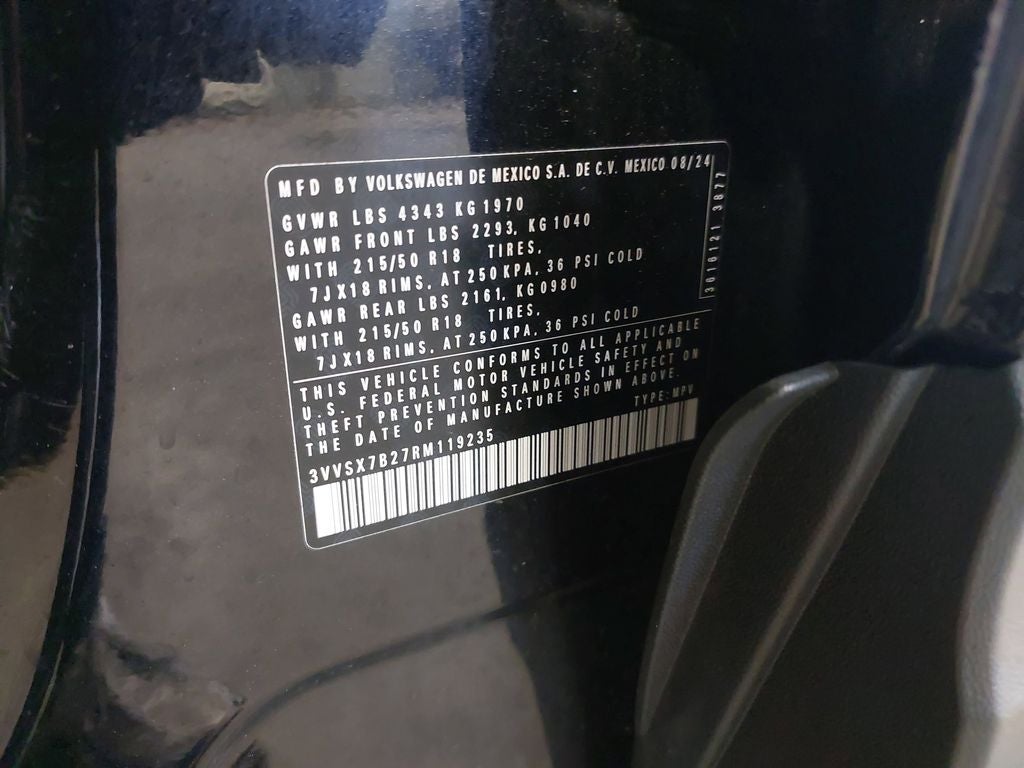 MFD BY VOLKSWAGEN DE MEXICO S.A. DE C.V. MEXICO 08/24
GVWR LBS 4343 KG 1970
GAWR FRONT LBS 2293, KG 1040
WITH 215/50 R18 TIRES,
7JX18 RIMS, AT 250 KPA, 36 PSI COLD
GAWR REAR LBS 2161, KG 0980
WITH 215/50 R18 TIRES,
7JX18 RIMS, AT 250 KPA, 36 PSI COLD
THIS VEHICLE CONFORMS TO ALL APPLICABLE
U.S. FEDERAL MOTOR VEHICLE SAFETY AND
THEFT PREVENTION STANDARDS IN EFFECT ON
THE DATE OF MANUFACTURE SHOWN ABOVE.
3VVSX7B27RM119235 TYPE: MPV
3616121 3877